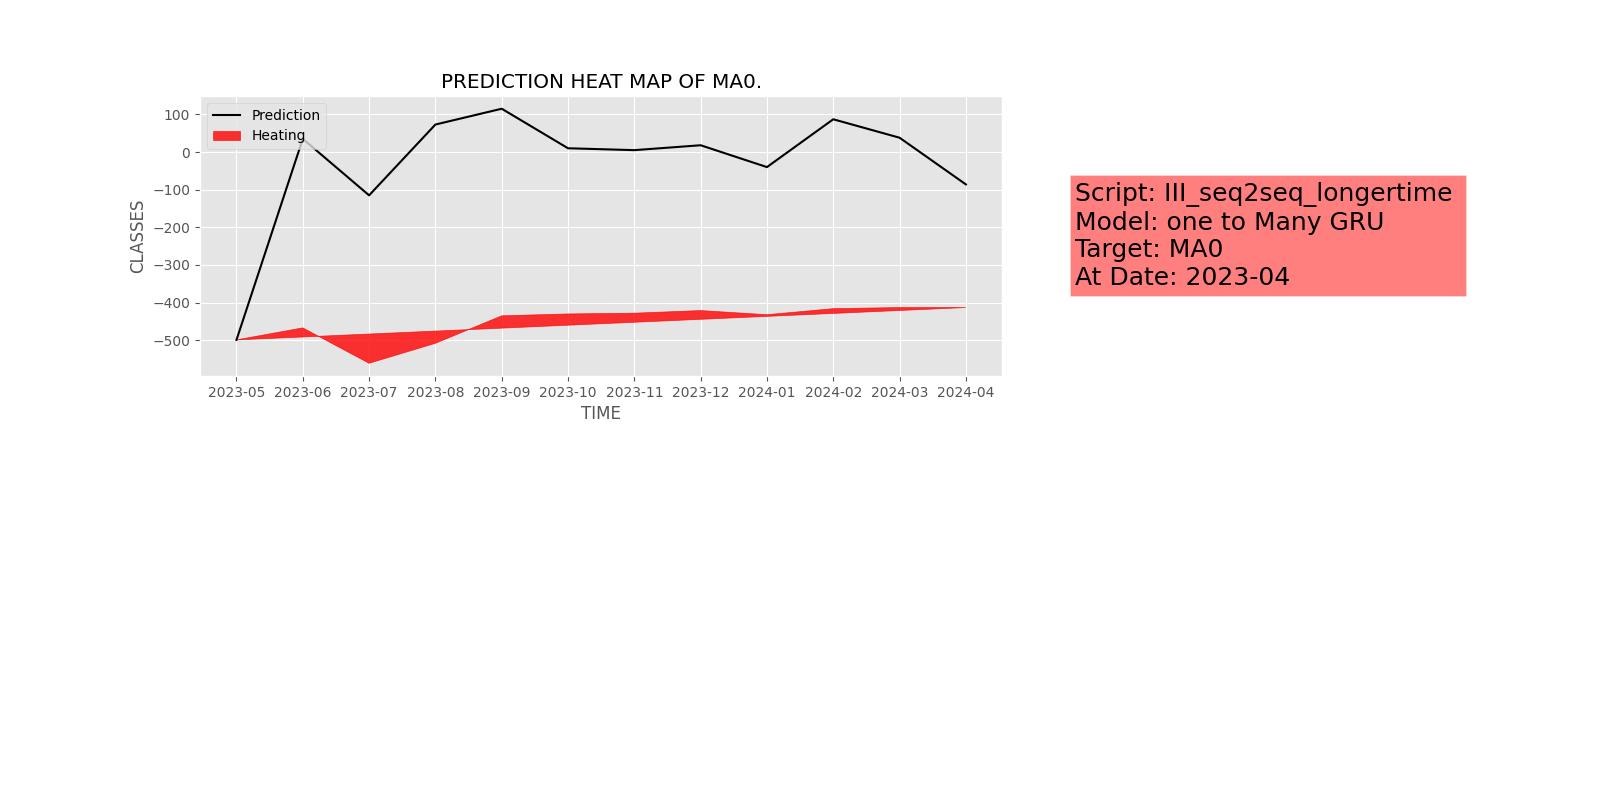 PREDICTION HEAT MAP OF MA0.
Prediction
Heating
CLASSES
100
0
−100
−200
−300
−400
−500
2023-05 2023-06 2023-07 2023-08 2023-09 2023-10 2023-11 2023-12 2024-01 2024-02 2024-03 2024-04
TIME
Script: III_seq2seq_longertime
Model: one to Many GRU
Target: MA0
At Date: 2023-04